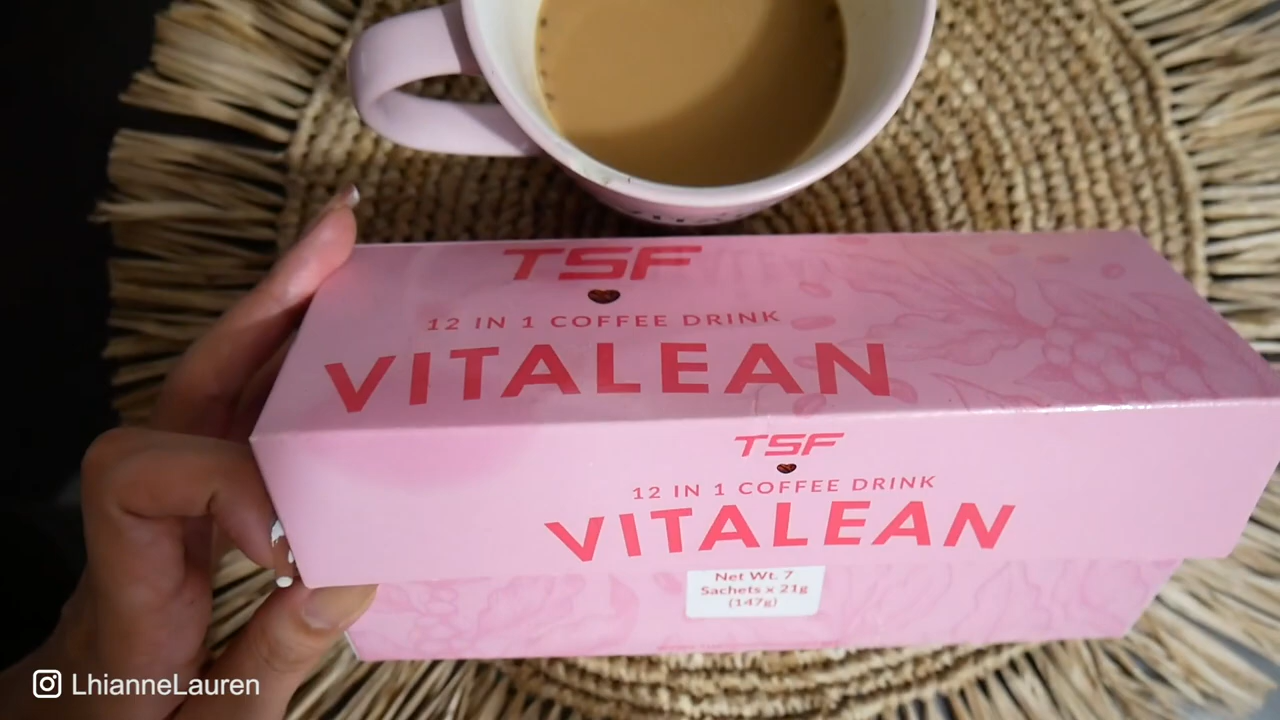 TSF
12 IN 1 COFFEE DRINK
VITALEAN
TSF
12 IN 1 COFFEE DRINK
VITALEAN
Net Wt. 7
Sachets x 21g
(147g)
LhianneLauren